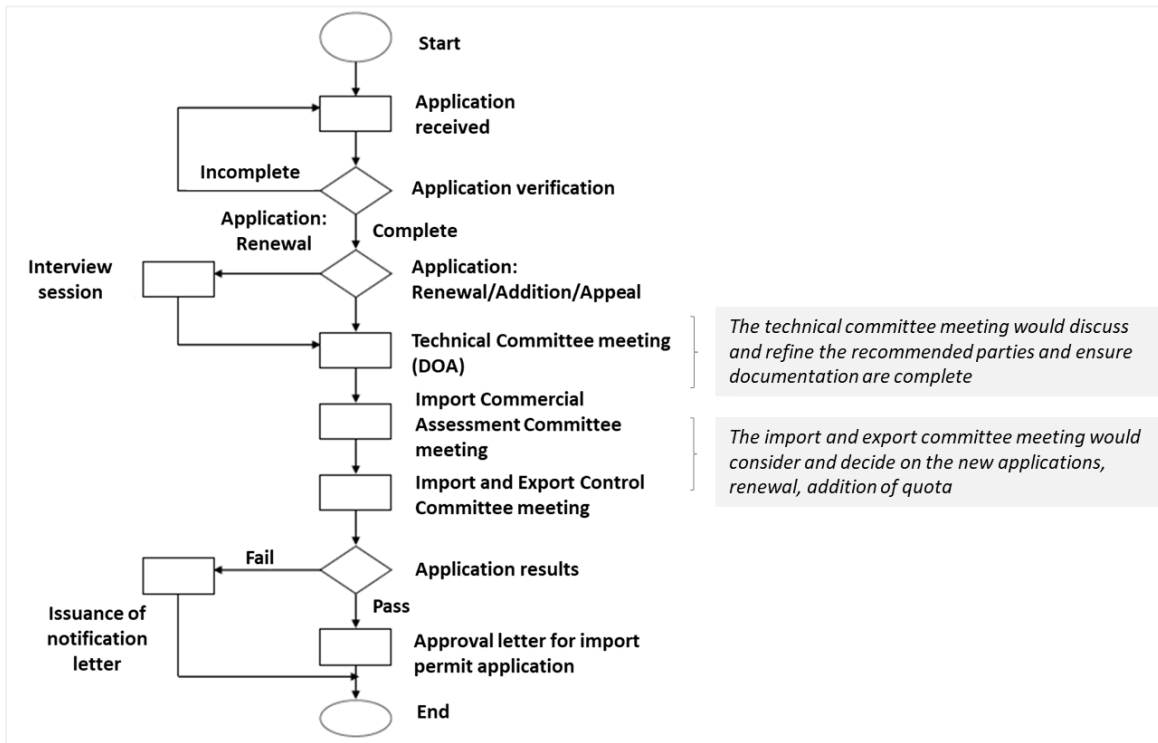 Start
Application
received
Incomplete
Application verification
Application:
Renewal
Complete
Interview
session
Application:
Renewal/Addition/Appeal
Technical Committee meeting
(DOA)
The technical committee meeting would discuss
and refine the recommended parties and ensure
documentation are complete
Import Commercial
Assessment Committee
meeting
The import and export committee meeting would
consider and decide on the new applications,
renewal, addition of quota
Import and Export Control
Committee meeting
Fail
Application results
Pass
Issuance of
notification
letter
Approval letter for import
permit application
End